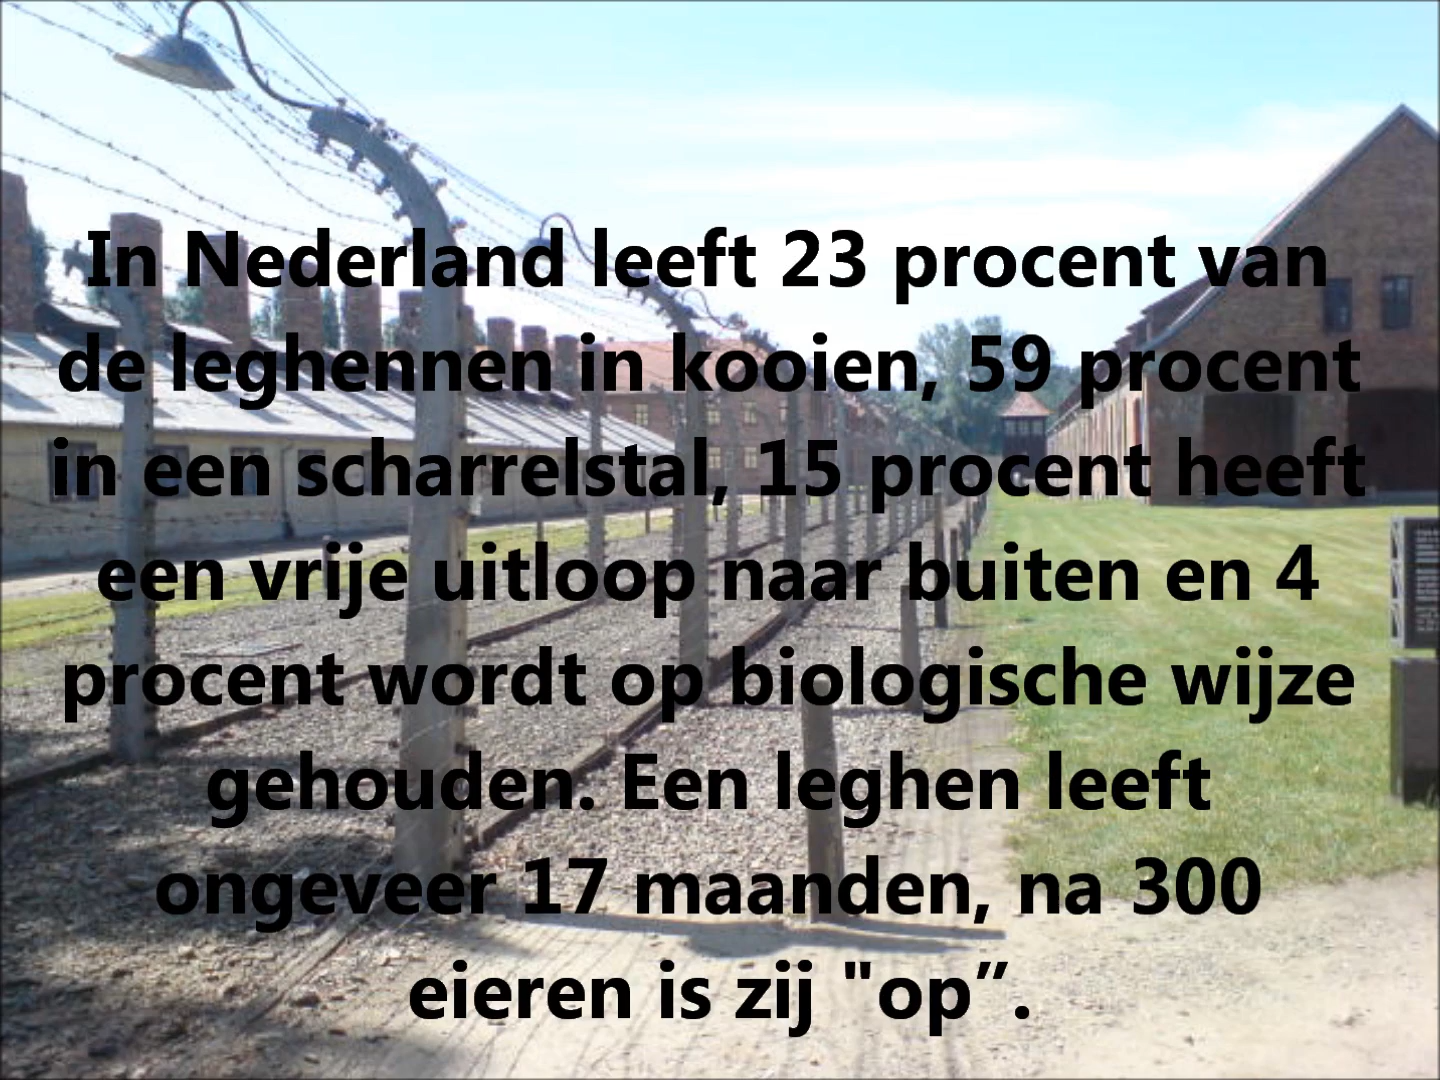 In Nederland leeft 23 procent van
de leghennen in kooien, 59 procent
in een scharrelstal, 15 procent heeft
een vrije uitloop naar buiten en 4
procent wordt op biologische wijze
gehouden. Een leghen leeft
ongeveer 17 maanden, na 300
eieren is zij "op”.